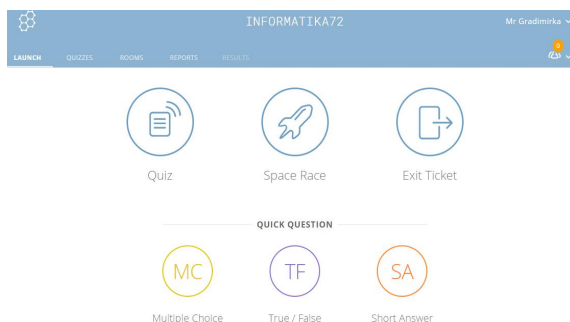 INFORMATIKA72 Mr Gradimirka
0
LAUNCH QUIZZES ROOMS REPORTS RESULTS
Quiz Space Race Exit Ticket
QUICK QUESTION
MC TF SA
Multiple Choice True / False Short Answer